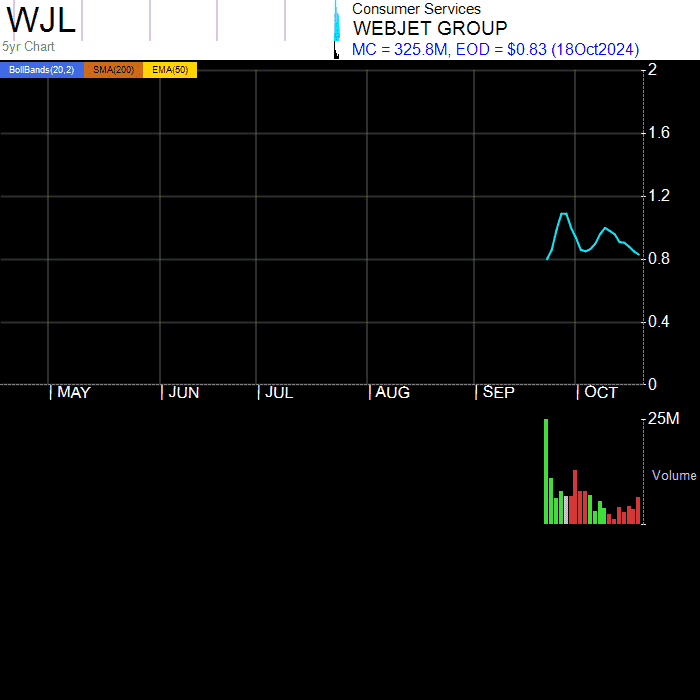 WJL
5yr Chart
Consumer Services
WEBJET GROUP
MC = 325.8M, EOD = $0.83 (18Oct2024)
BollBands(20,2) SMA(200) EMA(50)
2
1.6
1.2
0.8
0.4
0
MAY JUN JUL AUG SEP OCT
25M
Volume